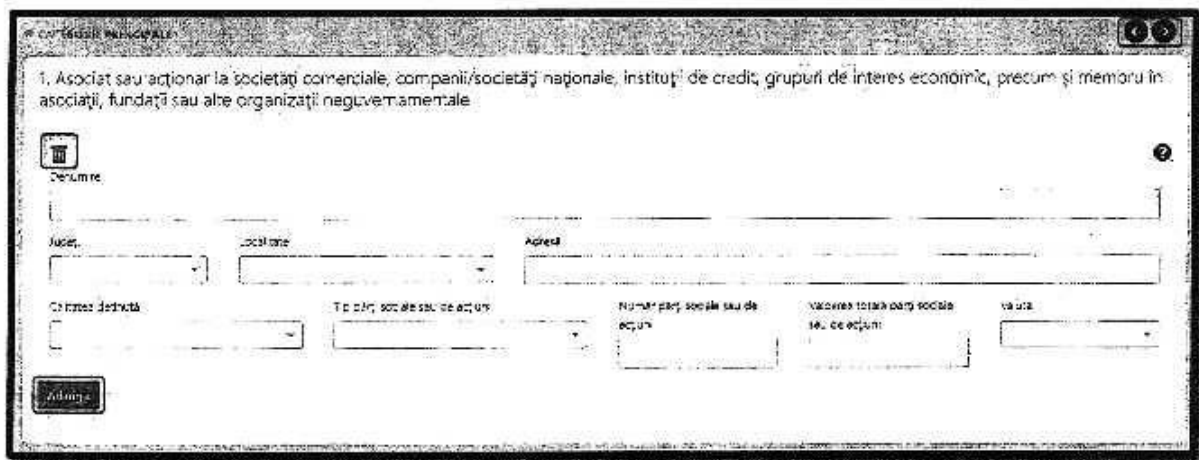 CATEGORII PRINCIPALE
1. Asociat sau acționar la societăți comerciale, companii/societăți naționale, instituții de credit, grupuri de interes economic, precum și membru în
asociații, fundații sau alte organizații neguvernamentale
Denumire
Județ
Localitate
Adresă
Calitatea deținută
Tip părți sociale sau de acțiuni
Număr părți sociale sau de
acțiuni
Valoarea totală părți sociale
sau de acțiuni
Valuta
Adaugă